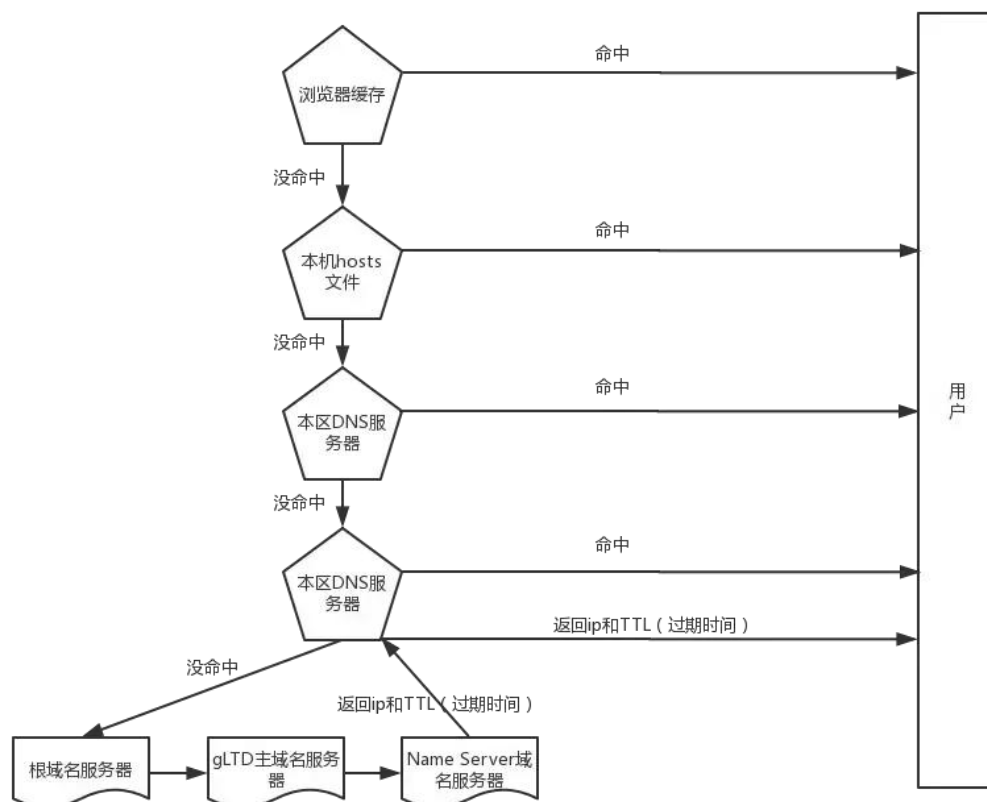 命中
浏览器缓存
没命中
命中
本机hosts
文件
没命中
命中
用
户
本区DNS服
务器
没命中
命中
本区DNS服
务器
返回ip和TTL（过期时间）
没命中
返回ip和TTL（过期时间）
根域名服务器
gLTD主域名服务
器
Name Server域
名服务器